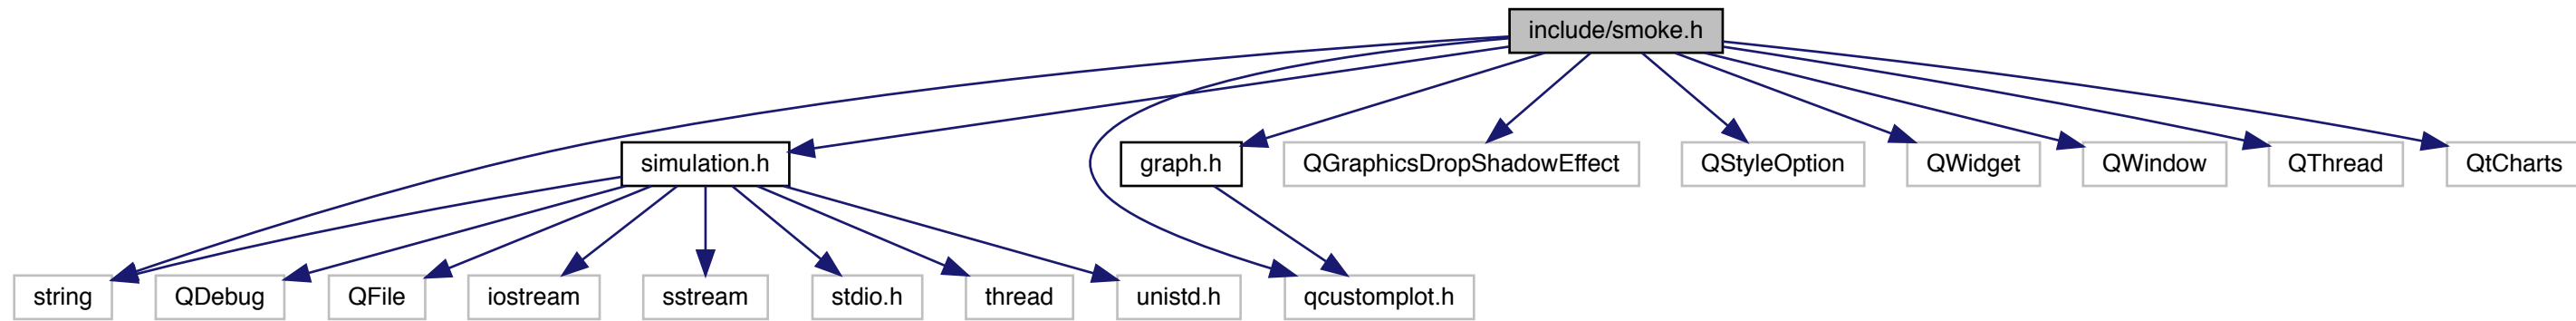 include/smoke.h
simulation.h
graph.h
QGraphicsDropShadowEffect
QStyleOption
QWidget
QWindow
QThread
QtCharts
string
QDebug
QFile
iostream
sstream
stdio.h
thread
unistd.h
qcustomplot.h